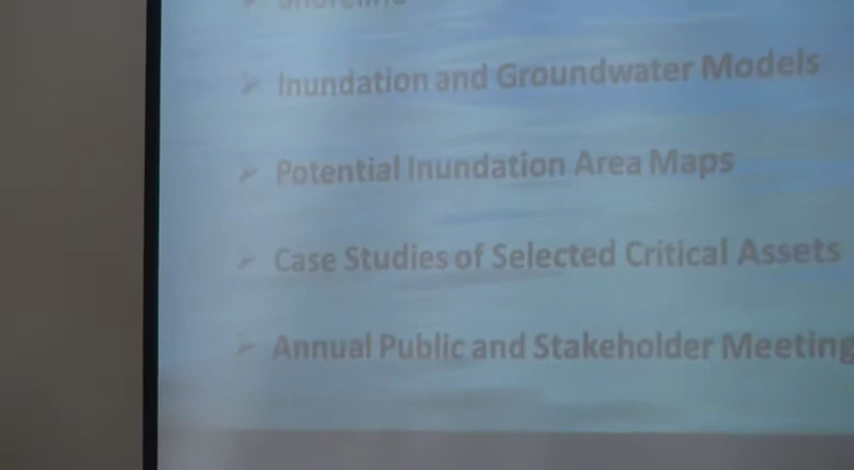 Shoreline
➢ Inundation and Groundwater Models
➢ Potential Inundation Area Maps
➢ Case Studies of Selected Critical Assets
➢ Annual Public and Stakeholder Meeting